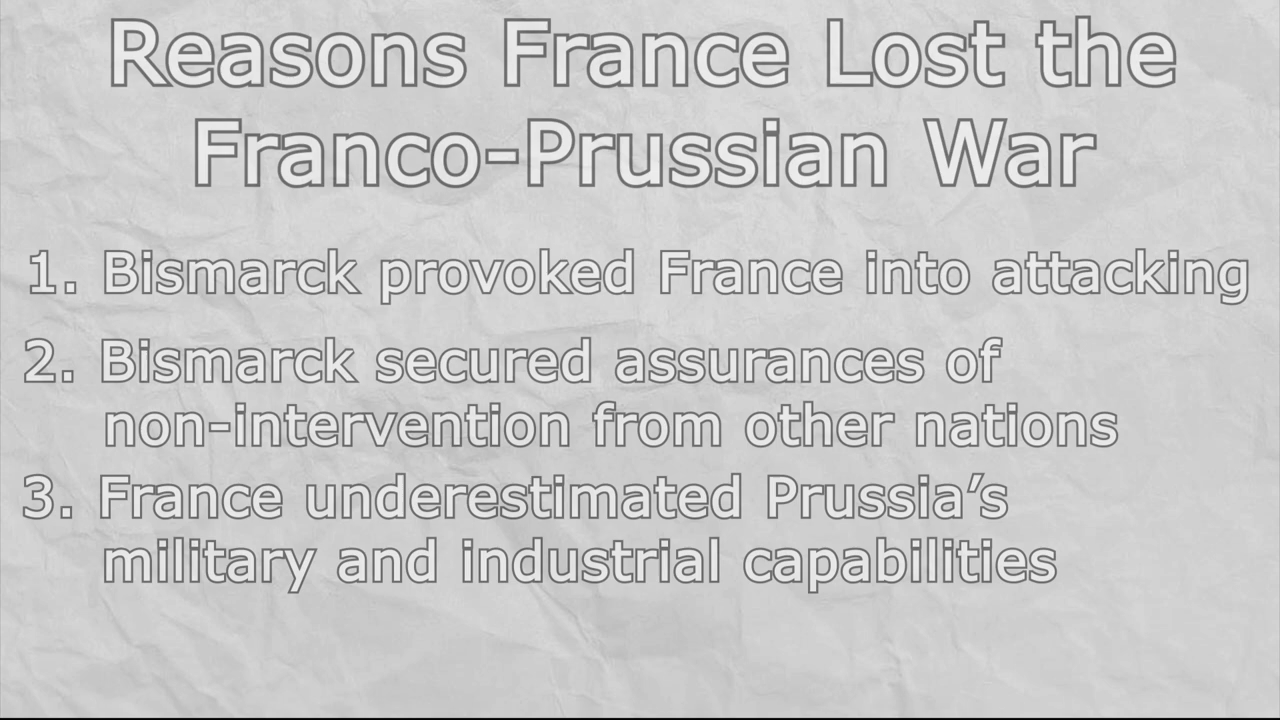 Reasons France Lost the
Franco-Prussian War
1. Bismarck provoked France into attacking
2. Bismarck secured assurances of
non-intervention from other nations
3. France underestimated Prussia’s
military and industrial capabilities